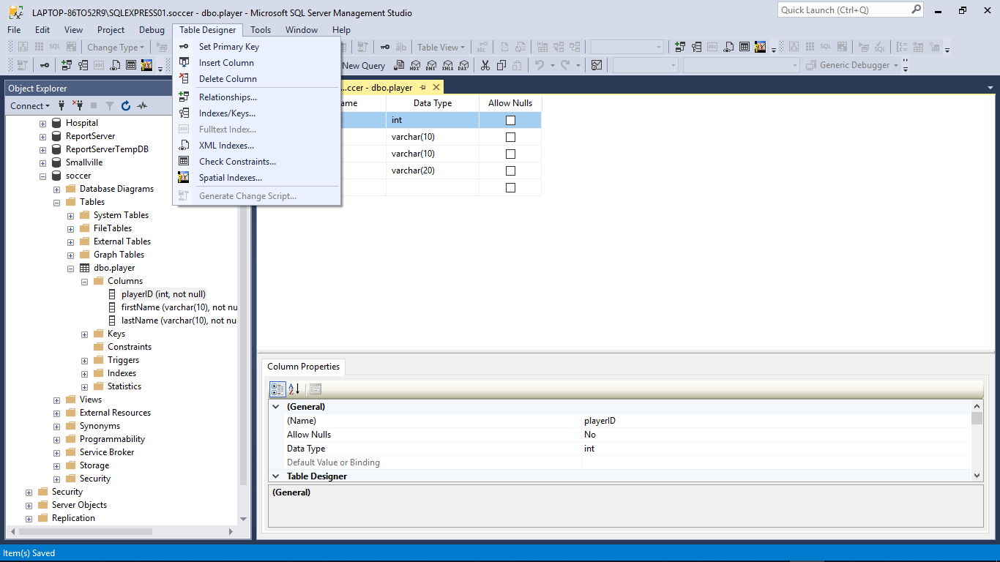 LAPTOP-86TO52R9\SQLEXPRESS01.soccer - dbo.player - Microsoft SQL Server Management Studio
Quick Launch (Ctrl+Q)
File Edit View Project Debug Table Designer Tools Window Help
Change Type
Table View
New Query
Generic Debugger
Set Primary Key
Insert Column
Delete Column
Relationships...
Indexes/Keys...
Fulltext Index...
XML Indexes...
Check Constraints...
Spatial Indexes...
Generate Change Script...
Object Explorer
Connect
Hospital
ReportServer
ReportServerTempDB
Smallville
soccer
Database Diagrams
Tables
System Tables
FileTables
External Tables
Graph Tables
dbo.player
Columns
playerID (int, not null)
firstName (varchar(10), not nu
lastName (varchar(10), not nu
Keys
Constraints
Triggers
Indexes
Statistics
Views
External Resources
Synonyms
Programmability
Service Broker
Storage
Security
Security
Server Objects
Replication
...ccer - dbo.player
ame Data Type Allow Nulls
int
varchar(10)
varchar(10)
varchar(20)
Column Properties
(General)
(Name) playerID
Allow Nulls No
Data Type int
Default Value or Binding
Table Designer
(General)
Item(s) Saved